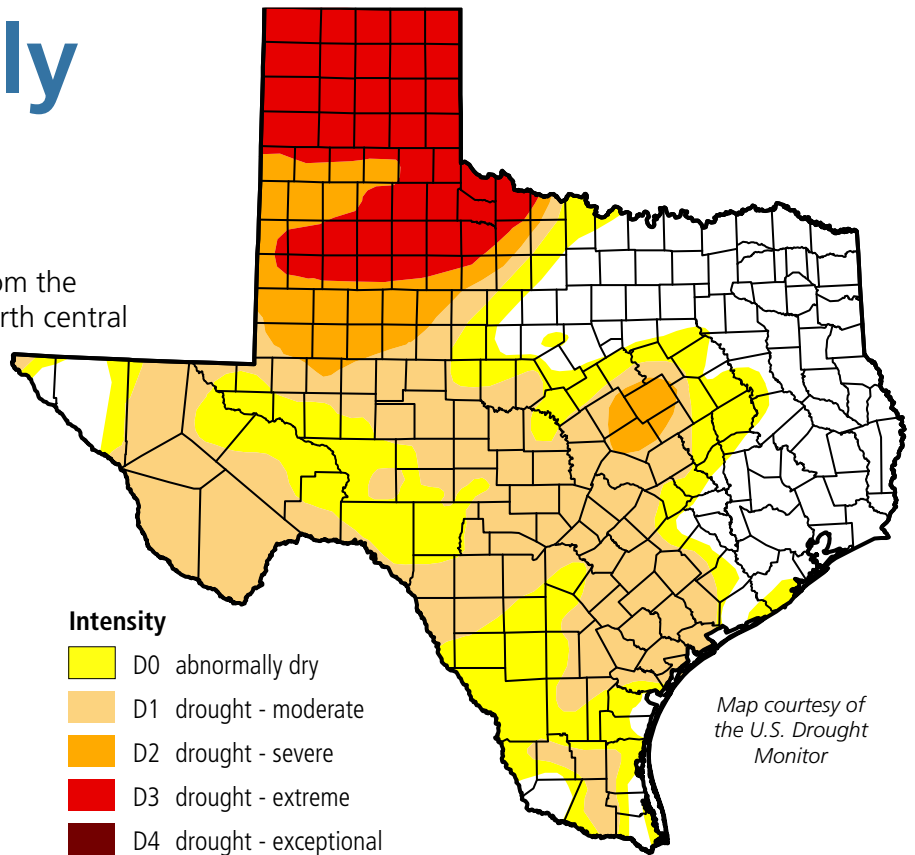 ly
om the
rth central
Intensity
D0 abnormally dry
D1 drought - moderate
D2 drought - severe
D3 drought - extreme
D4 drought - exceptional
Map courtesy of
the U.S. Drought
Monitor